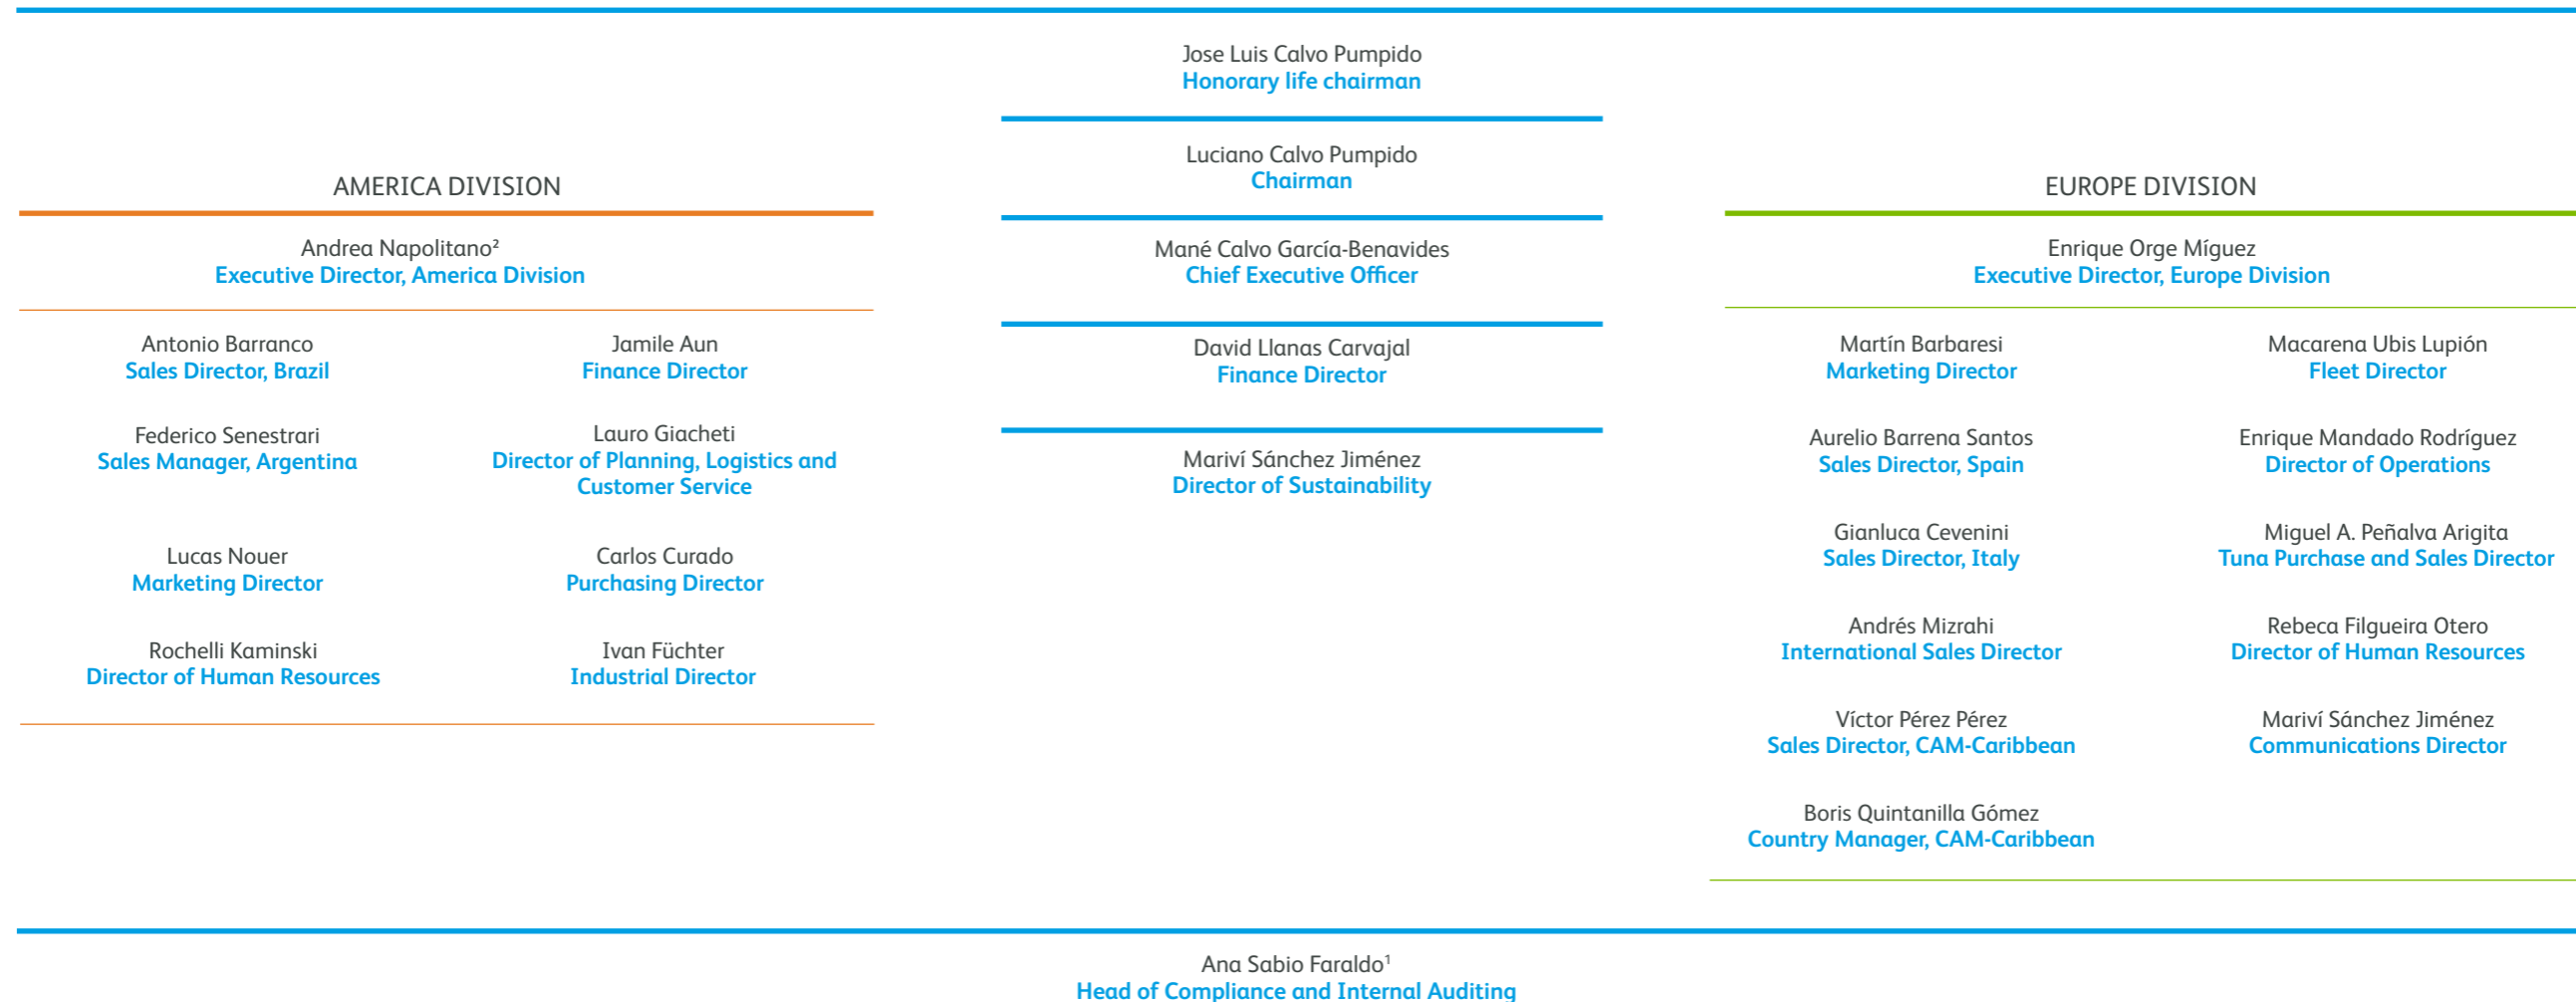 Jose Luis Calvo Pumpido
Honorary life chairman
Luciano Calvo Pumpido
Chairman
Mané Calvo García-Benavides
Chief Executive Officer
David Llanas Carvajal
Finance Director
Mariví Sánchez Jiménez
Director of Sustainability
AMERICA DIVISION
Andrea Napolitano²
Executive Director, America Division
Antonio Barranco
Sales Director, Brazil
Jamile Aun
Finance Director
Federico Senestrari
Sales Manager, Argentina
Lauro Giacheti
Director of Planning, Logistics and
Customer Service
Lucas Nouer
Marketing Director
Carlos Curado
Purchasing Director
Rochelli Kaminski
Director of Human Resources
Ivan Füchter
Industrial Director
EUROPE DIVISION
Enrique Orge Míguez
Executive Director, Europe Division
Martín Barbaresi
Marketing Director
Macarena Ubis Lupión
Fleet Director
Aurelio Barrena Santos
Sales Director, Spain
Enrique Mandado Rodríguez
Director of Operations
Gianluca Cevenini
Sales Director, Italy
Miguel A. Peñalva Arigita
Tuna Purchase and Sales Director
Andrés Mizrahi
International Sales Director
Rebeca Filgueira Otero
Director of Human Resources
Víctor Pérez Pérez
Sales Director, CAM-Caribbean
Mariví Sánchez Jiménez
Communications Director
Boris Quintanilla Gómez
Country Manager, CAM-Caribbean
Ana Sabio Faraldo¹
Head of Compliance and Internal Auditing